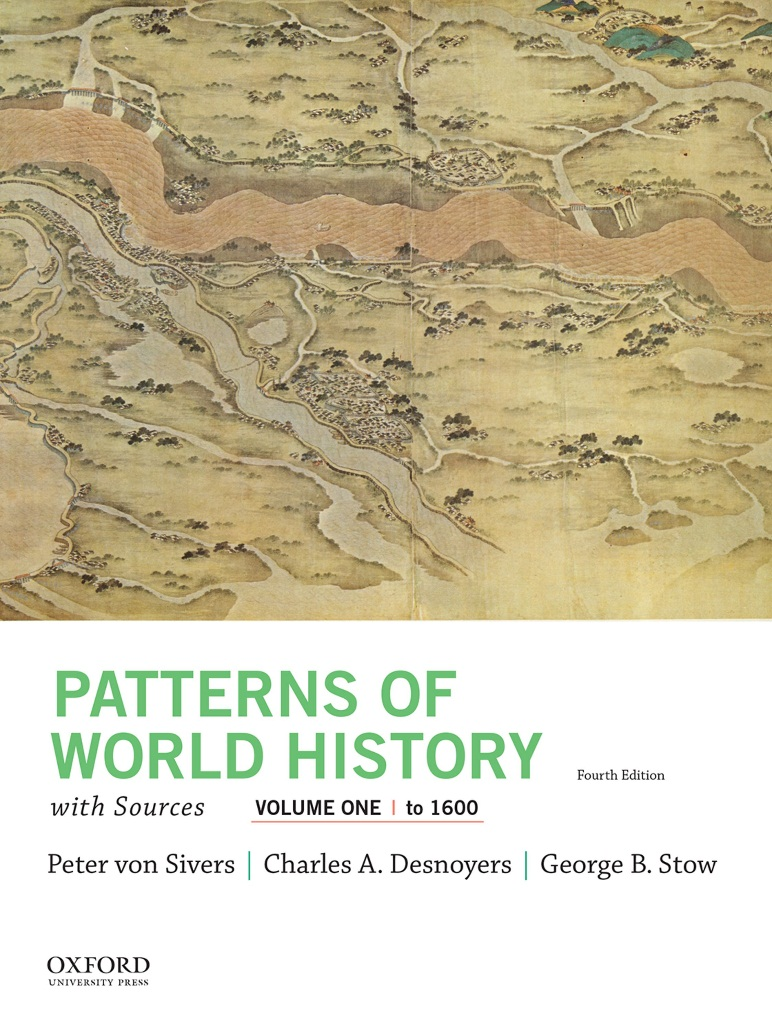 PATTERNS OF
WORLD HISTORY
Fourth Edition
with Sources VOLUME ONE | to 1600
Peter von Sivers | Charles A. Desnoyers | George B. Stow
OXFORD
UNIVERSITY PRESS